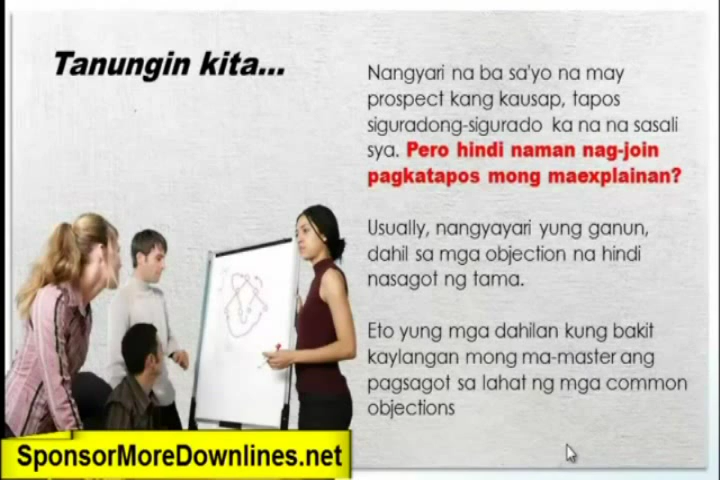 Tanungin kita...
Nangyari na ba sa'yo na may
prospect kang kausap, tapos
siguradong-sigurado ka na na sasali
sya. Pero hindi naman nag-join
pagkatapos mong maexplainan?
Usually, nangyayari yung ganun,
dahil sa mga objection na hindi
nasagot ng tama.
Eto yung mga dahilan kung bakit
kaylangan mong ma-master ang
pagsagot sa lahat ng mga common
objections
SponsorMoreDownlines.net